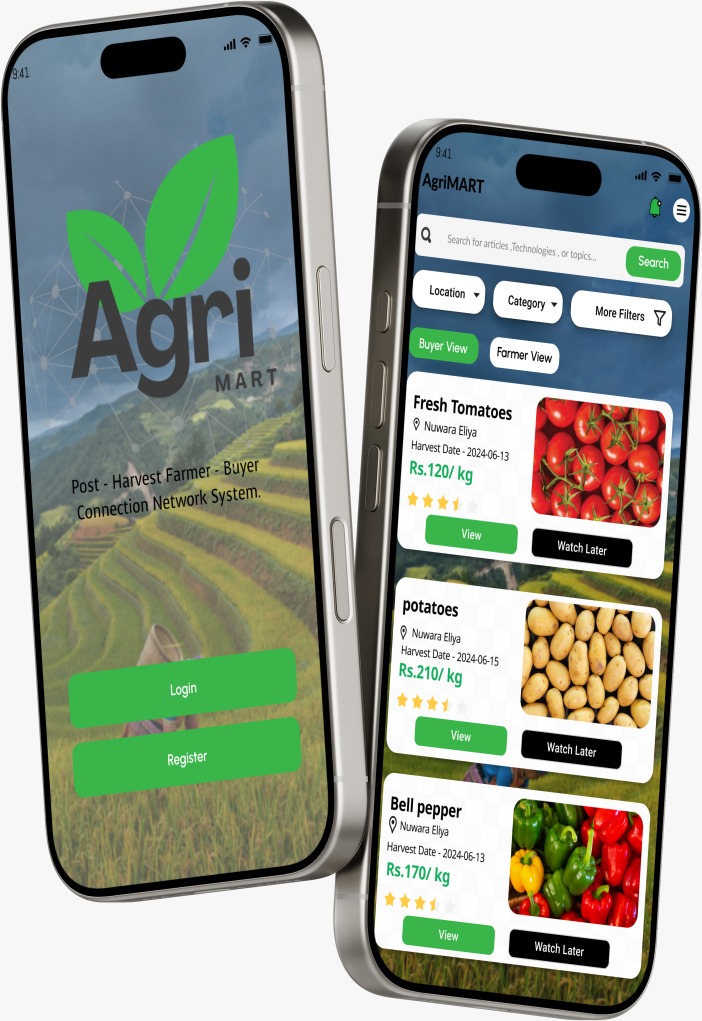 9:41
Agri
MART
Post - Harvest Farmer - Buyer
Connection Network System.
Login
Register
9:41
AgriMART
Search for articles ,Technologies , or topics...
Search
Location
Category
More Filters
Buyer View
Farmer View
Fresh Tomatoes
Nuwara Eliya
Harvest Date - 2024-06-13
Rs.120/ kg
View
Watch Later
potatoes
Nuwara Eliya
Harvest Date - 2024-06-15
Rs.210/ kg
View
Watch Later
Bell pepper
Nuwara Eliya
Harvest Date - 2024-06-13
Rs.170/ kg
View
Watch Later